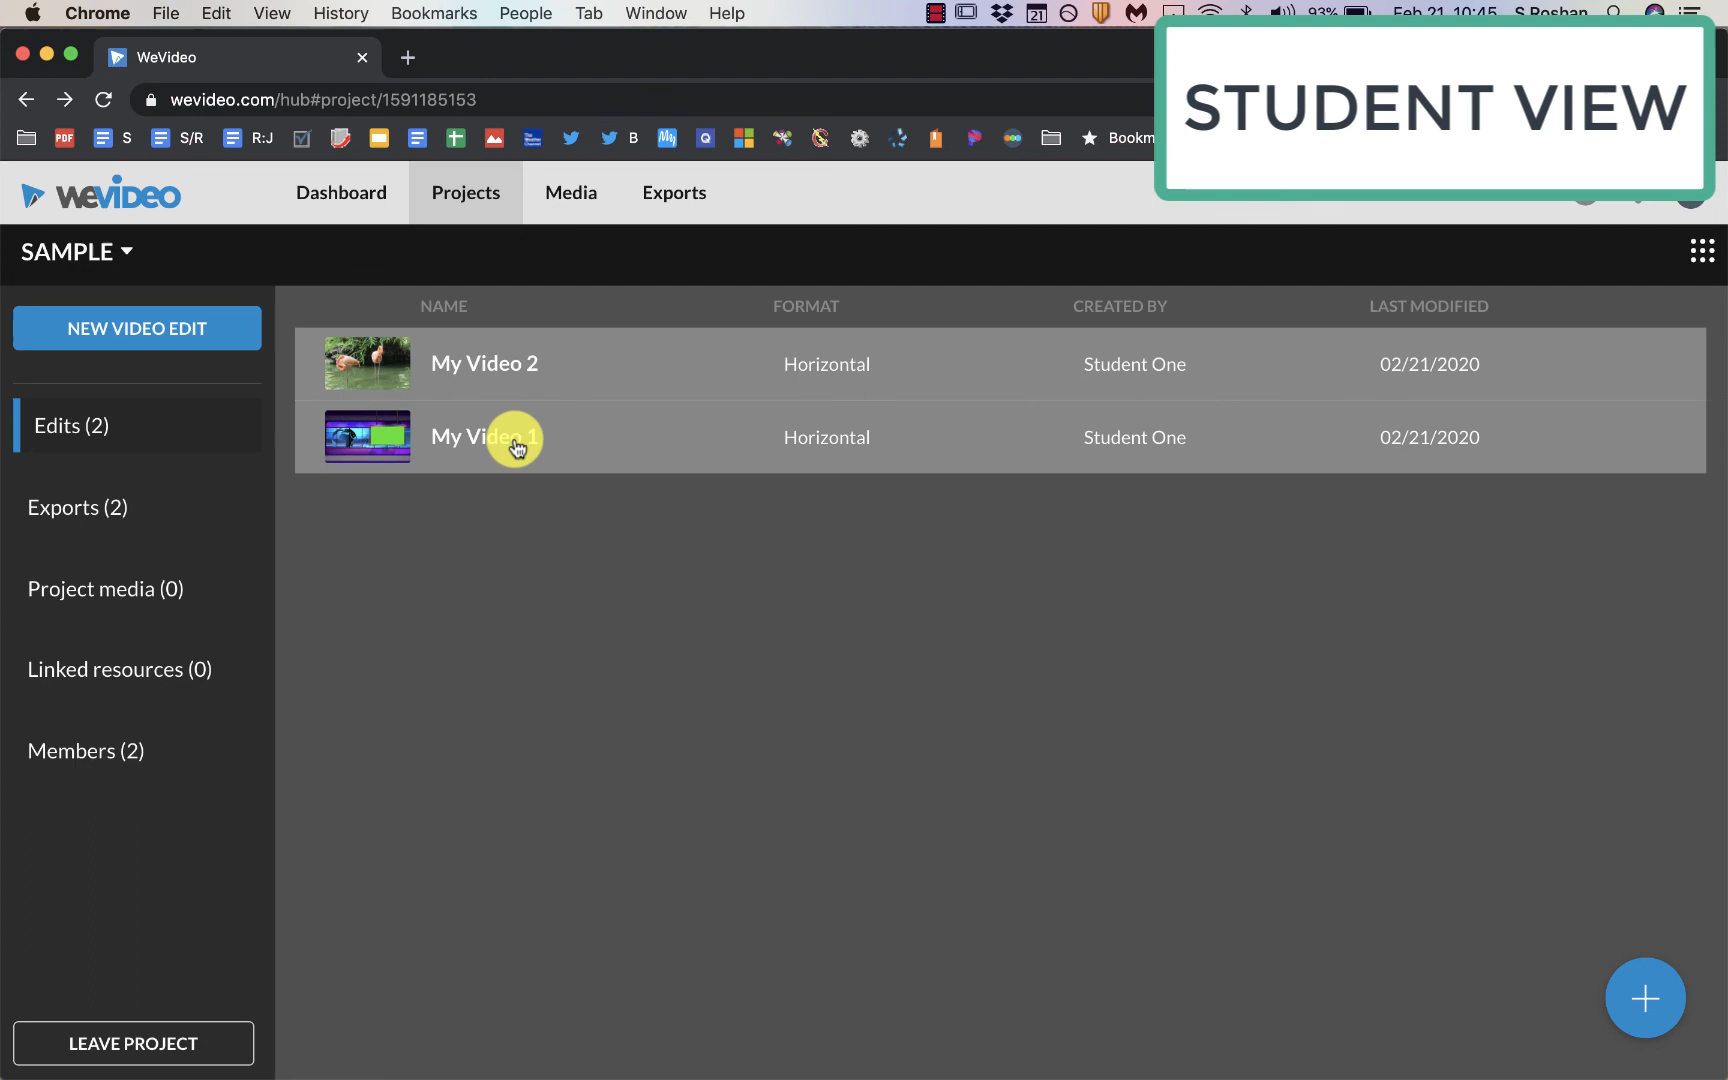 Chrome File Edit View History Bookmarks People Tab Window Help
21 93% Feb 21 10:45 S Roshan
STUDENT VIEW
WeVideo
wevideo.com/hub#project/1591185153
PDF S S/R R:J B My Q Bookm
WEVIDEO Dashboard Projects Media Exports
SAMPLE
NAME FORMAT CREATED BY LAST MODIFIED
NEW VIDEO EDIT
My Video 2 Horizontal Student One 02/21/2020
Edits (2)
My Video 1 Horizontal Student One 02/21/2020
Exports (2)
Project media (0)
Linked resources (0)
Members (2)
LEAVE PROJECT